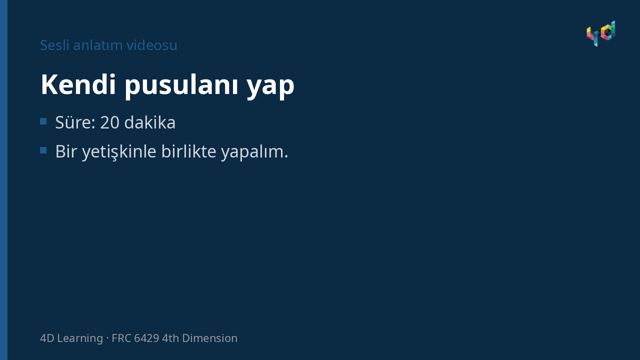 Sesli anlatım videosu
4d
Kendi pusulanı yap
Süre: 20 dakika
Bir yetişkinle birlikte yapalım.
4D Learning · FRC 6429 4th Dimension